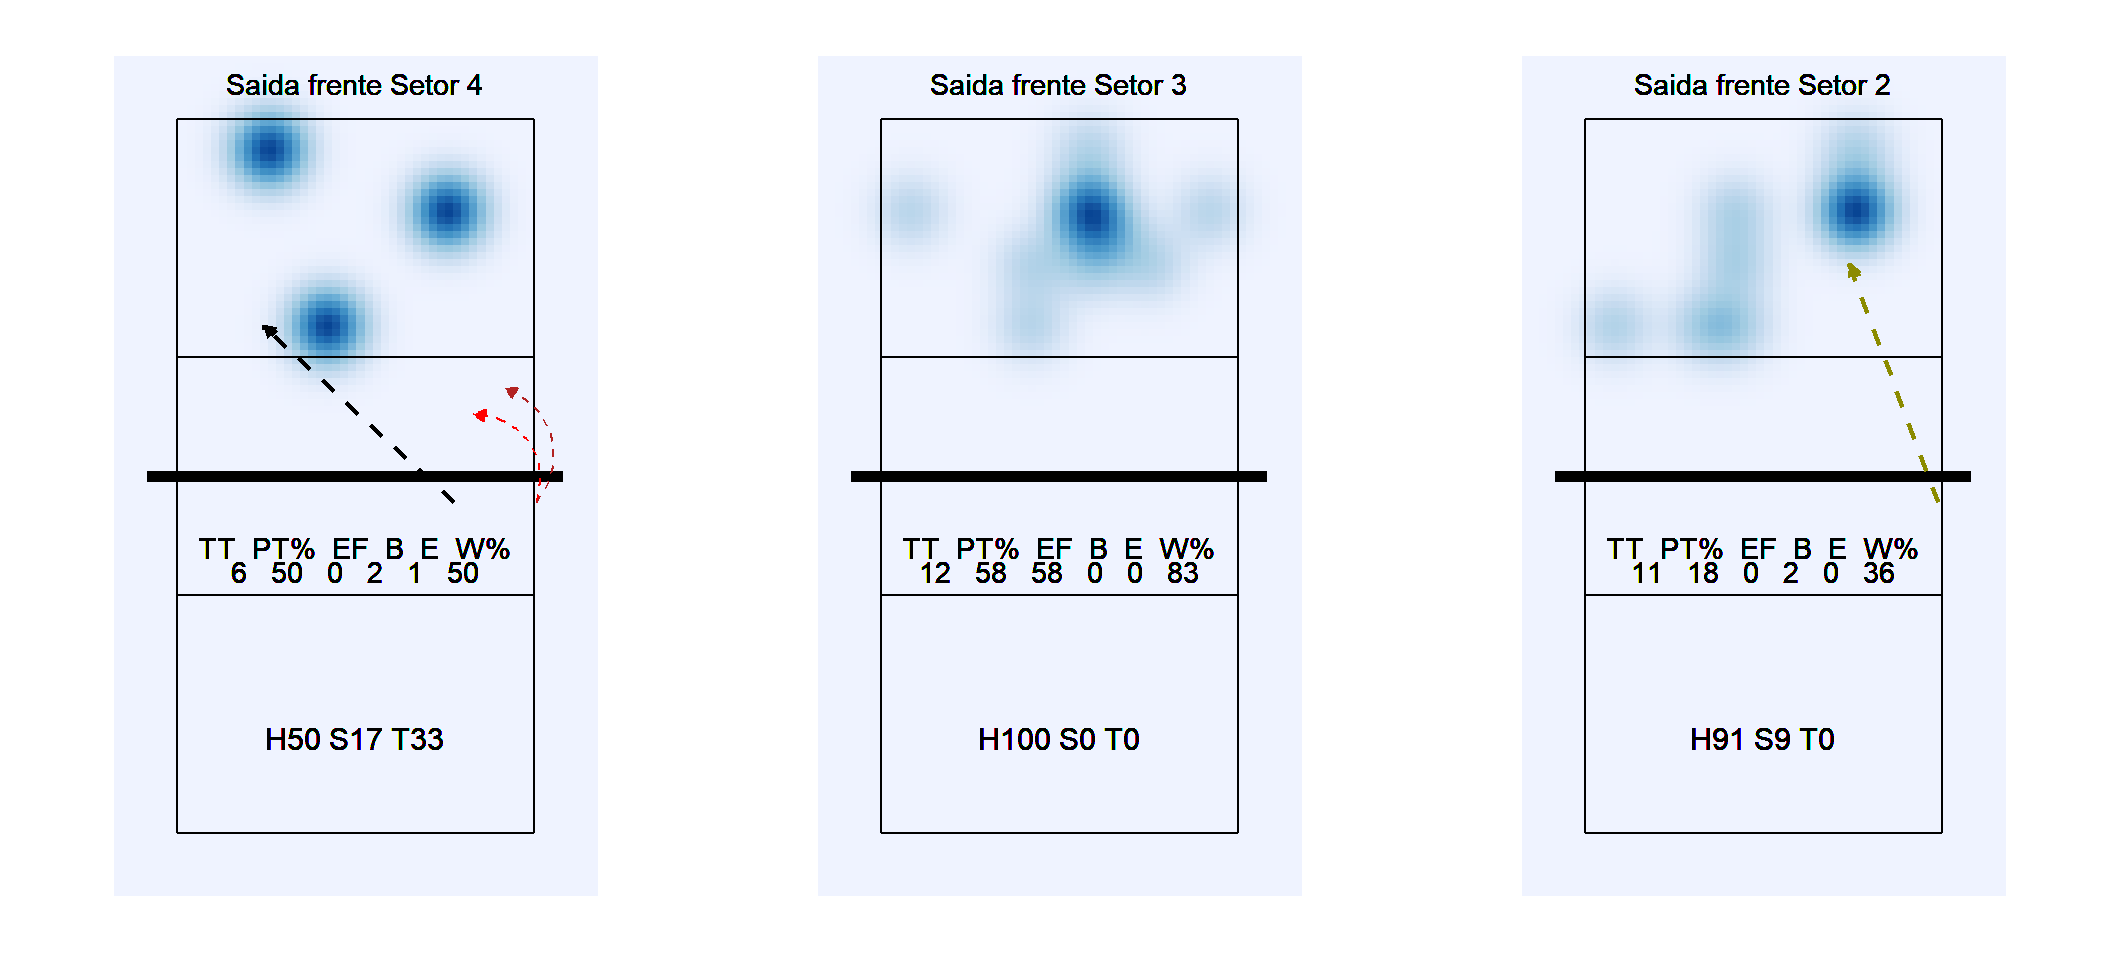 Saida frente Setor 4
TT PT% EF B E W%
6 50 0 2 1 50
H50 S17 T33
Saida frente Setor 3
TT PT% EF B E W%
12 58 58 0 0 83
H100 S0 T0
Saida frente Setor 2
TT PT% EF B E W%
11 18 0 2 0 36
H91 S9 T0